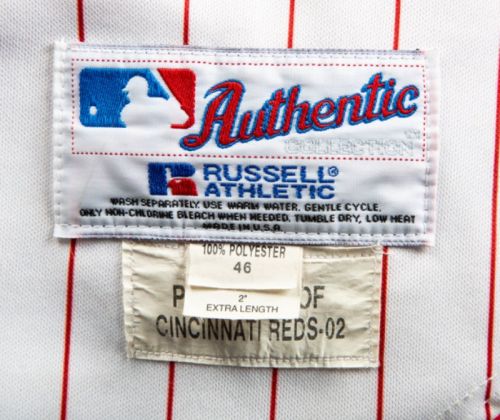 Authentic
COLLECTION
RUSSELL®
ATHLETIC
WASH SEPARATELY. USE WARM WATER. GENTLE CYCLE.
ONLY NON-CHLORINE BLEACH WHEN NEEDED. TUMBLE DRY, LOW HEAT
MADE IN U.S.A.
100% POLYESTER
46
2"
EXTRA LENGTH
P OF
CINCINNATI REDS-02